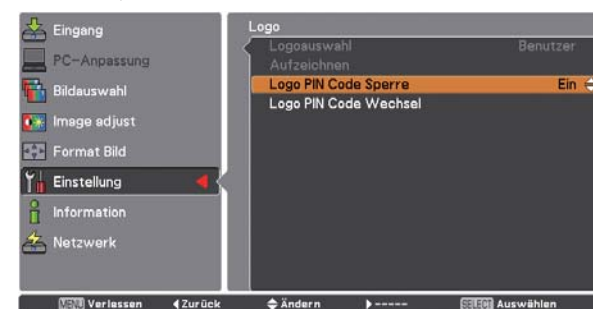 Eingang
PC-Anpassung
Bildauswahl
Image adjust
Format Bild
Einstellung
Information
Netzwerk
Logo
Logoauswahl Benutzer
Aufzeichnen
Logo PIN Code Sperre Ein
Logo PIN Code Wechsel
MENU Verlassen Zurück Ändern ----- SELECT Auswählen